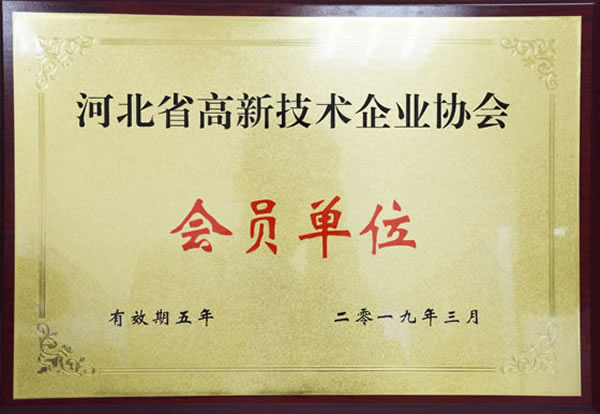 河北省高新技术企业协会
会员单位
有效期五年 二零一九年三月